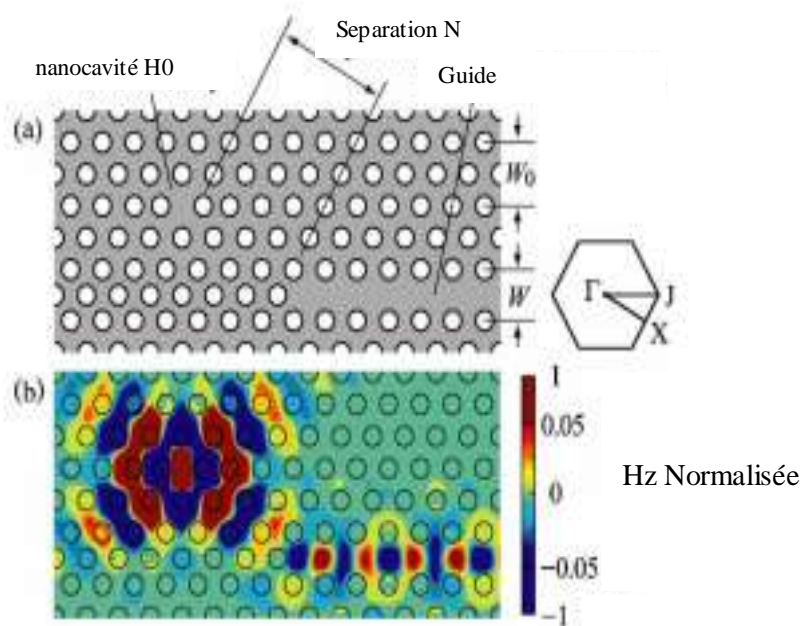 Separation N
nanocavité H0
Guide
(a)
W₀
W
Γ
J
X
(b)
1
0.05
0
−0.05
−1
Hz Normalisée